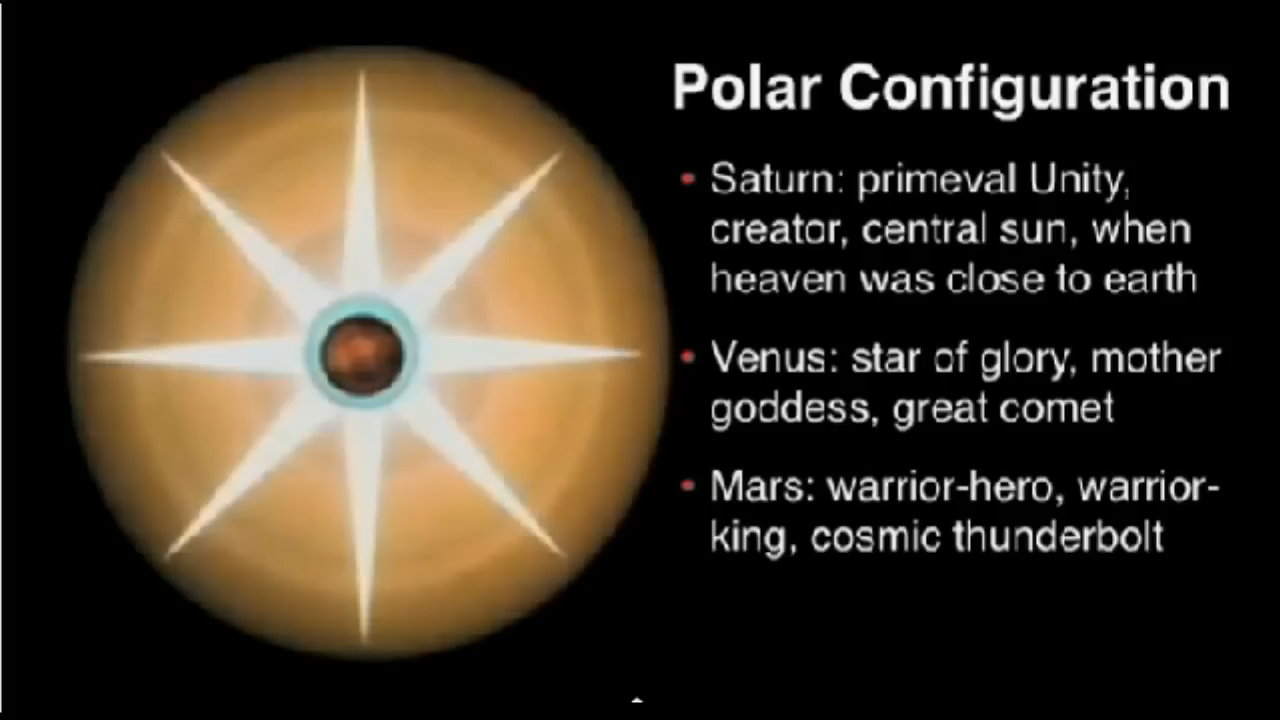 Polar Configuration
• Saturn: primeval Unity,
creator, central sun, when
heaven was close to earth
• Venus: star of glory, mother
goddess, great comet
• Mars: warrior-hero, warrior-
king, cosmic thunderbolt